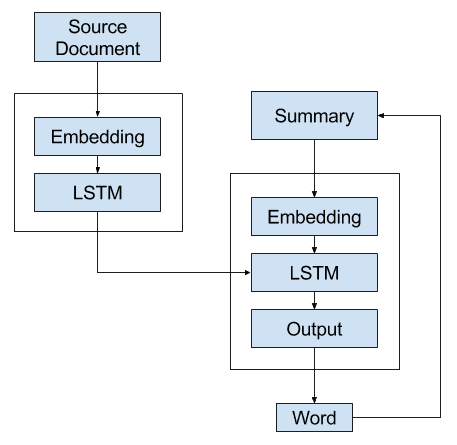 Source
Document
Embedding
LSTM
Summary
Embedding
LSTM
Output
Word